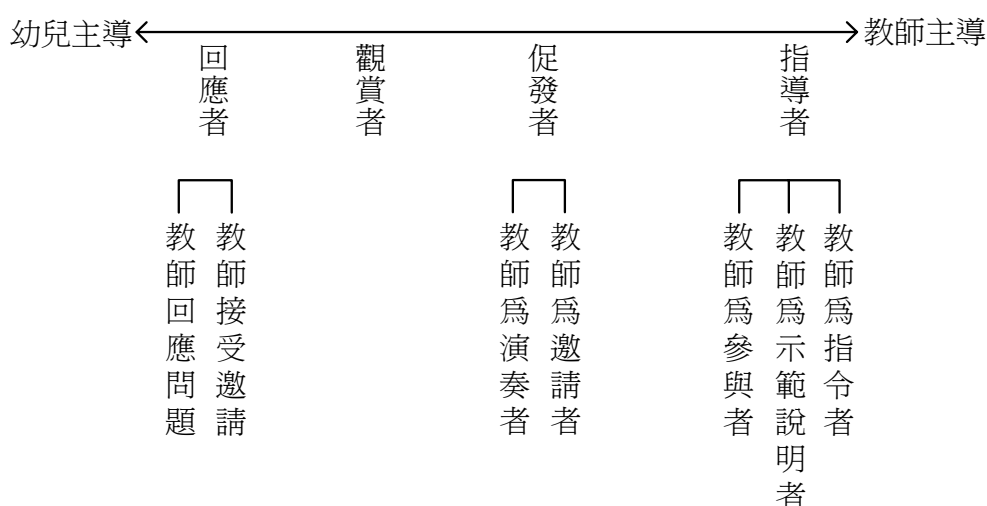 幼兒主導
教師主導
回應者
觀賞者
促發者
指導者
教師回應問題
教師接受邀請
教師爲演奏者
教師爲邀請者
教師爲參與者
教師爲示範說明者
教師爲指令者